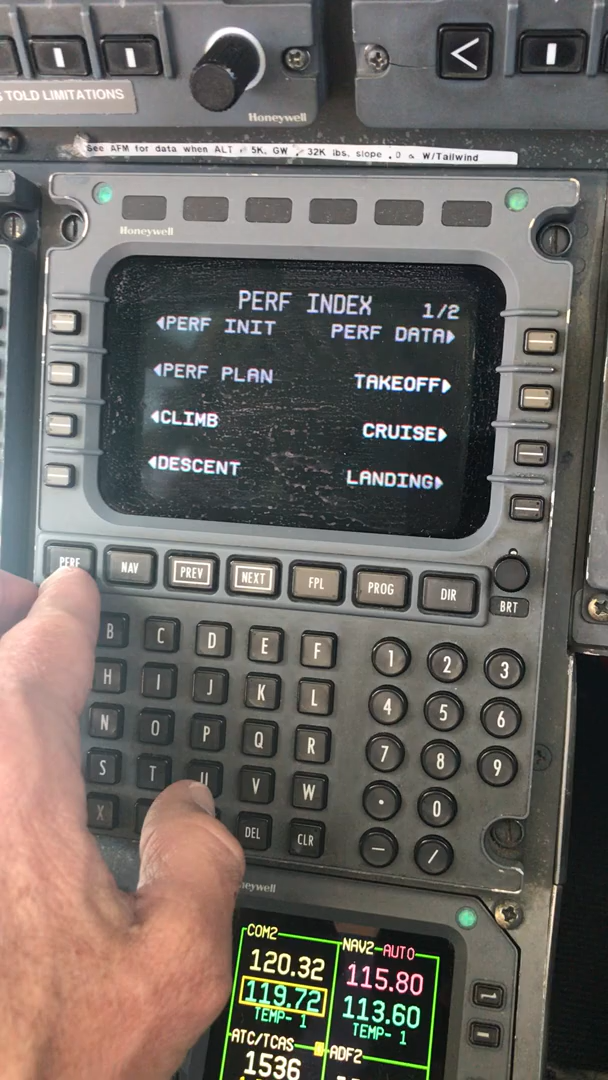 TOLD LIMITATIONS
Honeywell
See AFM for data when ALT > 5K, GW > 32K lbs, slope > 0 & W/Tailwind
Honeywell
PERF INDEX 1/2
PERF INIT PERF DATA
PERF PLAN TAKEOFF
CLIMB CRUISE
DESCENT LANDING
PERF NAV PREV NEXT FPL PROG DIR
BRT
B C D E F 1 2 3
H I J K L 4 5 6
N O P Q R 7 8 9
S T U V W • 0
X DEL CLR — /
COM2 NAV2 AUTO
120.32 115.80
119.72 113.60
TEMP- 1 TEMP- 1
ATC/TCAS ADF2
1536